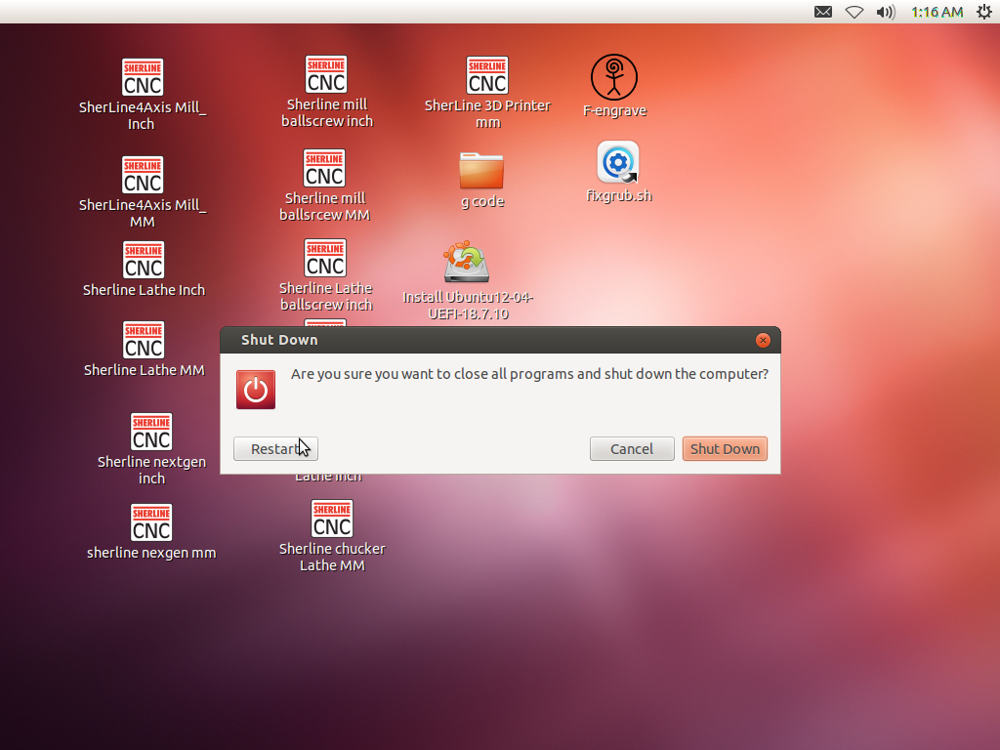 1:16 AM
SHERLINE
CNC
SherLine4Axis Mill_
Inch
SHERLINE
CNC
Sherline mill
ballscrew inch
SHERLINE
CNC
SherLine 3D Printer
mm
F-engrave
SHERLINE
CNC
SherLine4Axis Mill_
MM
SHERLINE
CNC
Sherline mill
ballsrcew MM
g code
fixgrub.sh
SHERLINE
CNC
Sherline Lathe Inch
SHERLINE
CNC
Sherline Lathe
ballscrew inch
Install Ubuntu12-04-
UEFI-18.7.10
SHERLINE
CNC
Sherline Lathe MM
Shut Down
Are you sure you want to close all programs and shut down the computer?
Restart
Cancel
Shut Down
SHERLINE
CNC
Sherline nextgen
inch
Lathe Inch
SHERLINE
CNC
sherline nexgen mm
SHERLINE
CNC
Sherline chucker
Lathe MM